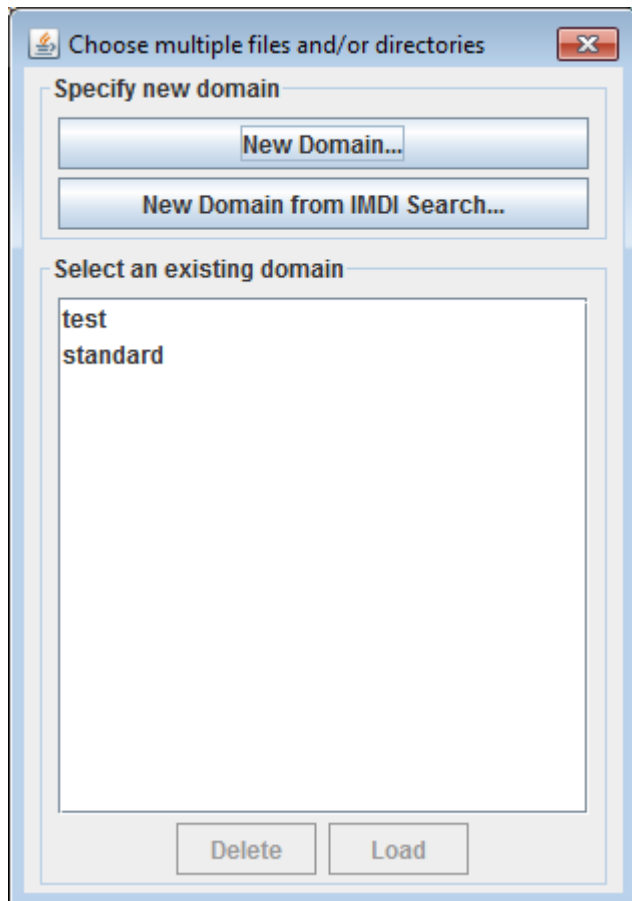 Choose multiple files and/or directories
Specify new domain
New Domain...
New Domain from IMDI Search...
Select an existing domain
test
standard
Delete Load